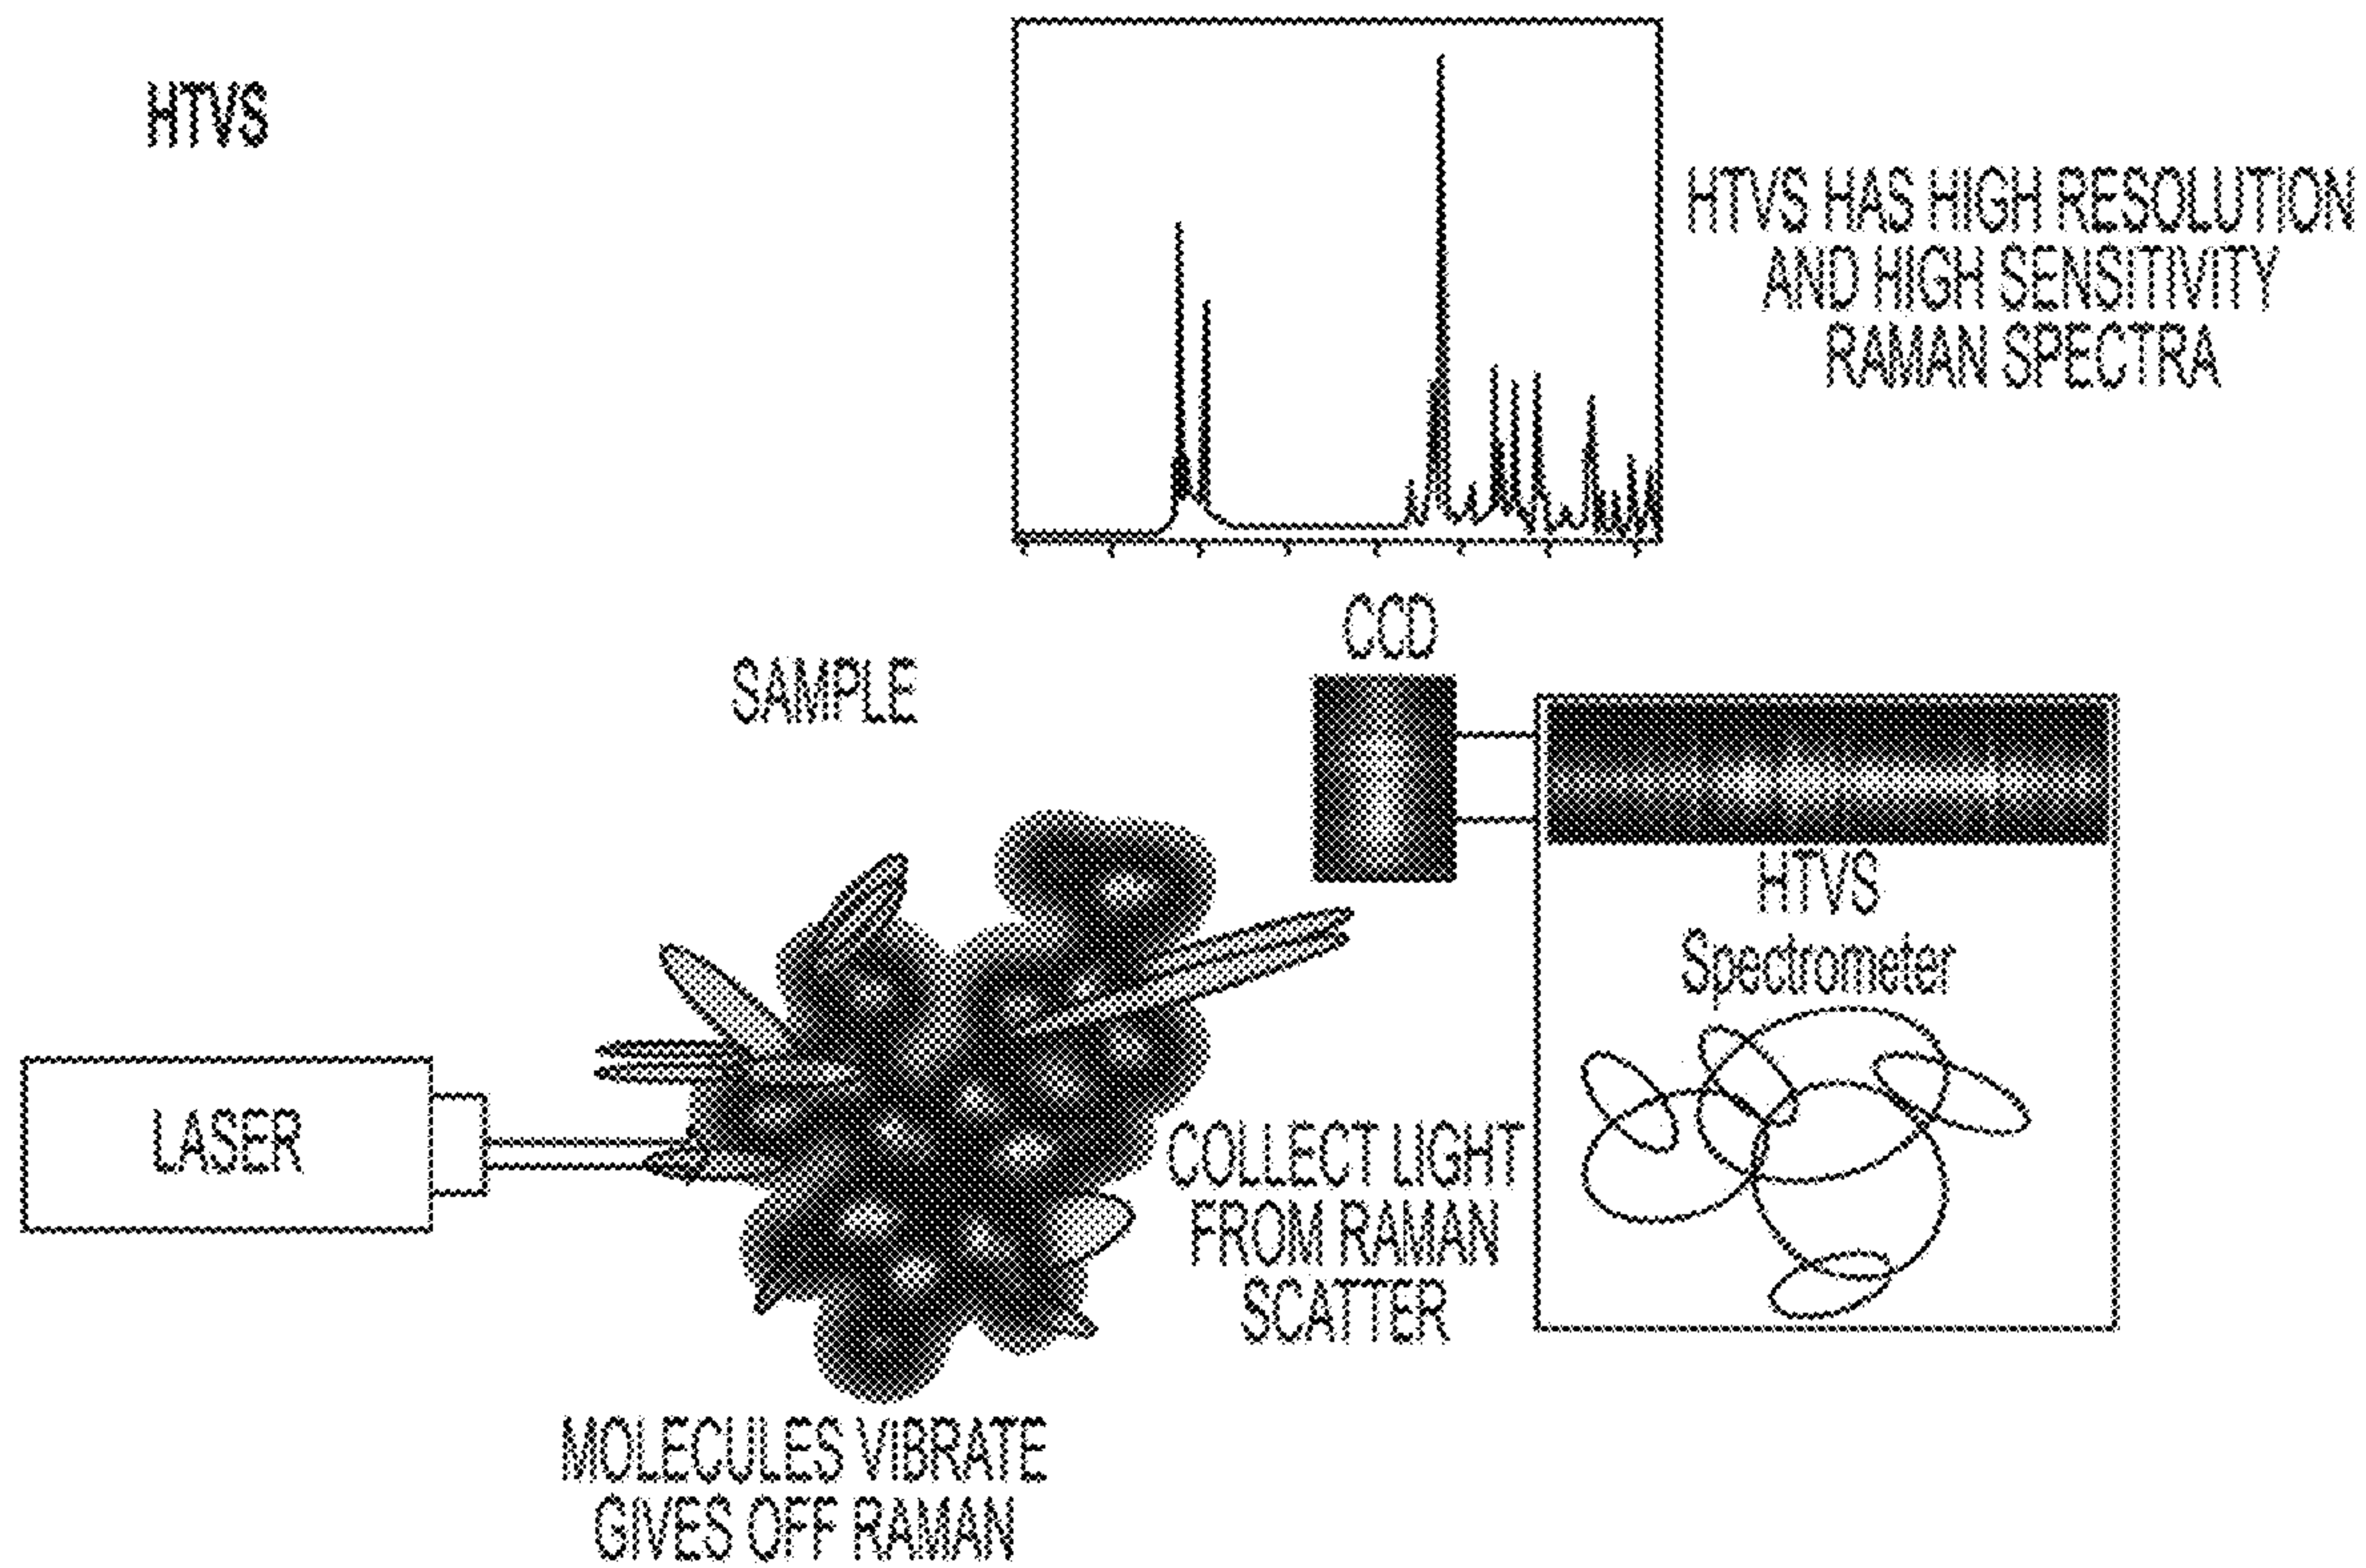 HTVS
HTVS HAS HIGH RESOLUTION
AND HIGH SENSITIVITY
RAMAN SPECTRA
CCD
SAMPLE
HTVS
Spectrometer
LASER
COLLECT LIGHT
FROM RAMAN
SCATTER
MOLECULES VIBRATE
GIVES OFF RAMAN